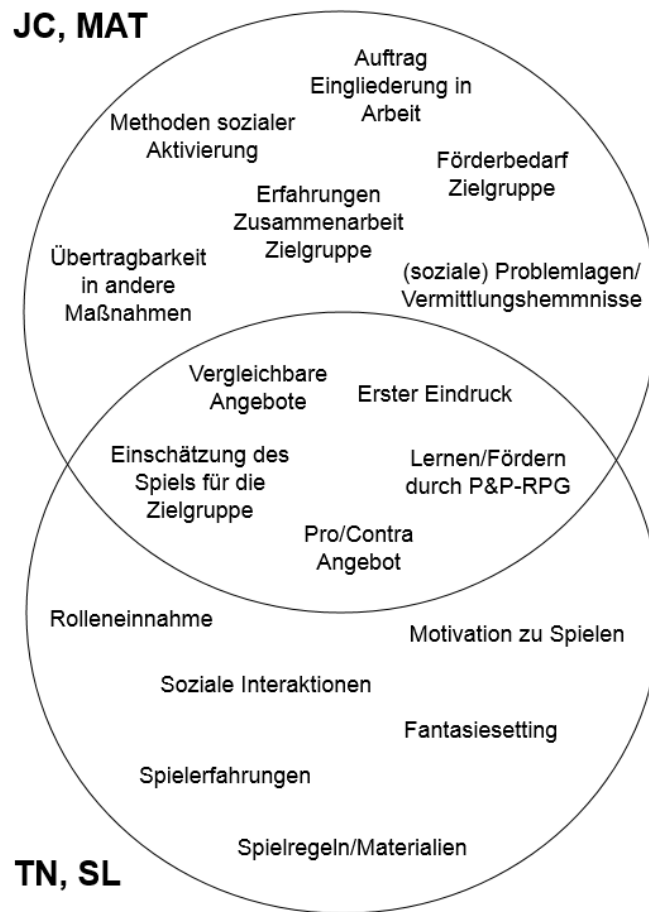 JC, MAT
Auftrag
Eingliederung in
Arbeit
Methoden sozialer
Aktivierung
Förderbedarf
Zielgruppe
Erfahrungen
Zusammenarbeit
Zielgruppe
Übertragbarkeit
in andere
Maßnahmen
(soziale) Problemlagen/
Vermittlungshemmnisse
Vergleichbare
Angebote
Erster Eindruck
Einschätzung des
Spiels für die
Zielgruppe
Lernen/Fördern
durch P&P-RPG
Pro/Contra
Angebot
Rolleneinnahme
Motivation zu Spielen
Soziale Interaktionen
Fantasiesetting
Spielerfahrungen
Spielregeln/Materialien
TN, SL